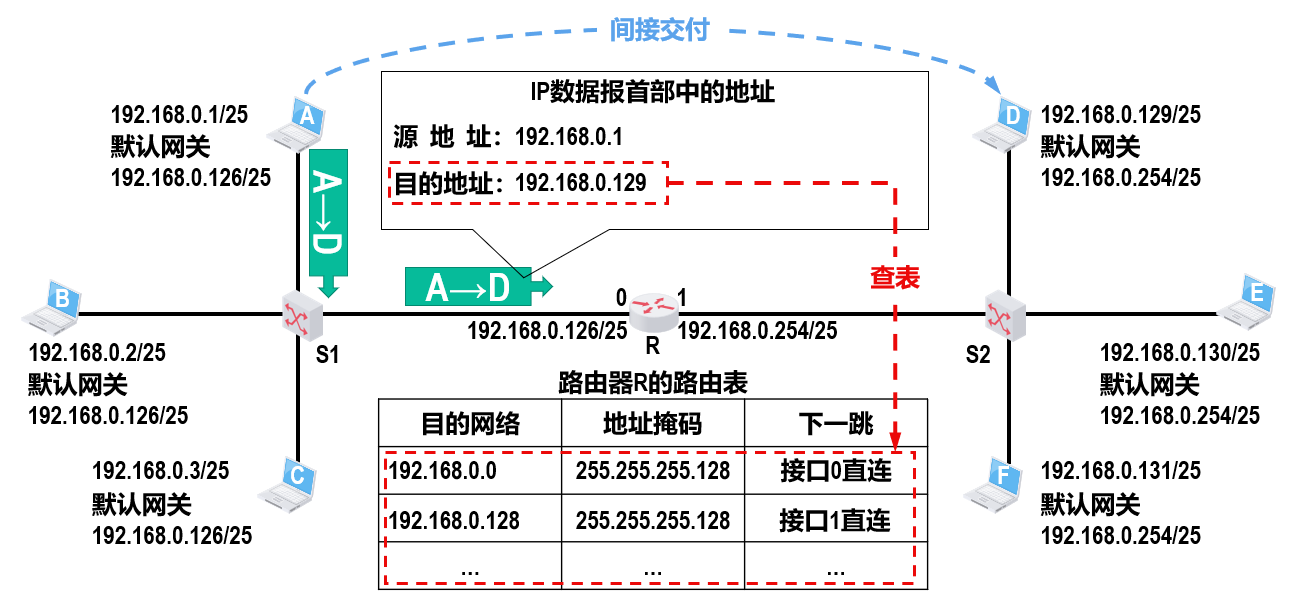 间接交付
IP数据报首部中的地址
源 地 址：192.168.0.1
目的地址：192.168.0.129
A
192.168.0.1/25
默认网关
192.168.0.126/25
D
192.168.0.129/25
默认网关
192.168.0.254/25
A→D
A→D
查表
B
192.168.0.2/25
默认网关
192.168.0.126/25
S1
0
1
192.168.0.126/25
192.168.0.254/25
R
S2
E
192.168.0.130/25
默认网关
192.168.0.254/25
C
192.168.0.3/25
默认网关
192.168.0.126/25
路由器R的路由表
目的网络 地址掩码 下一跳
192.168.0.0 255.255.255.128 接口0直连
192.168.0.128 255.255.255.128 接口1直连
… … …
F
192.168.0.131/25
默认网关
192.168.0.254/25